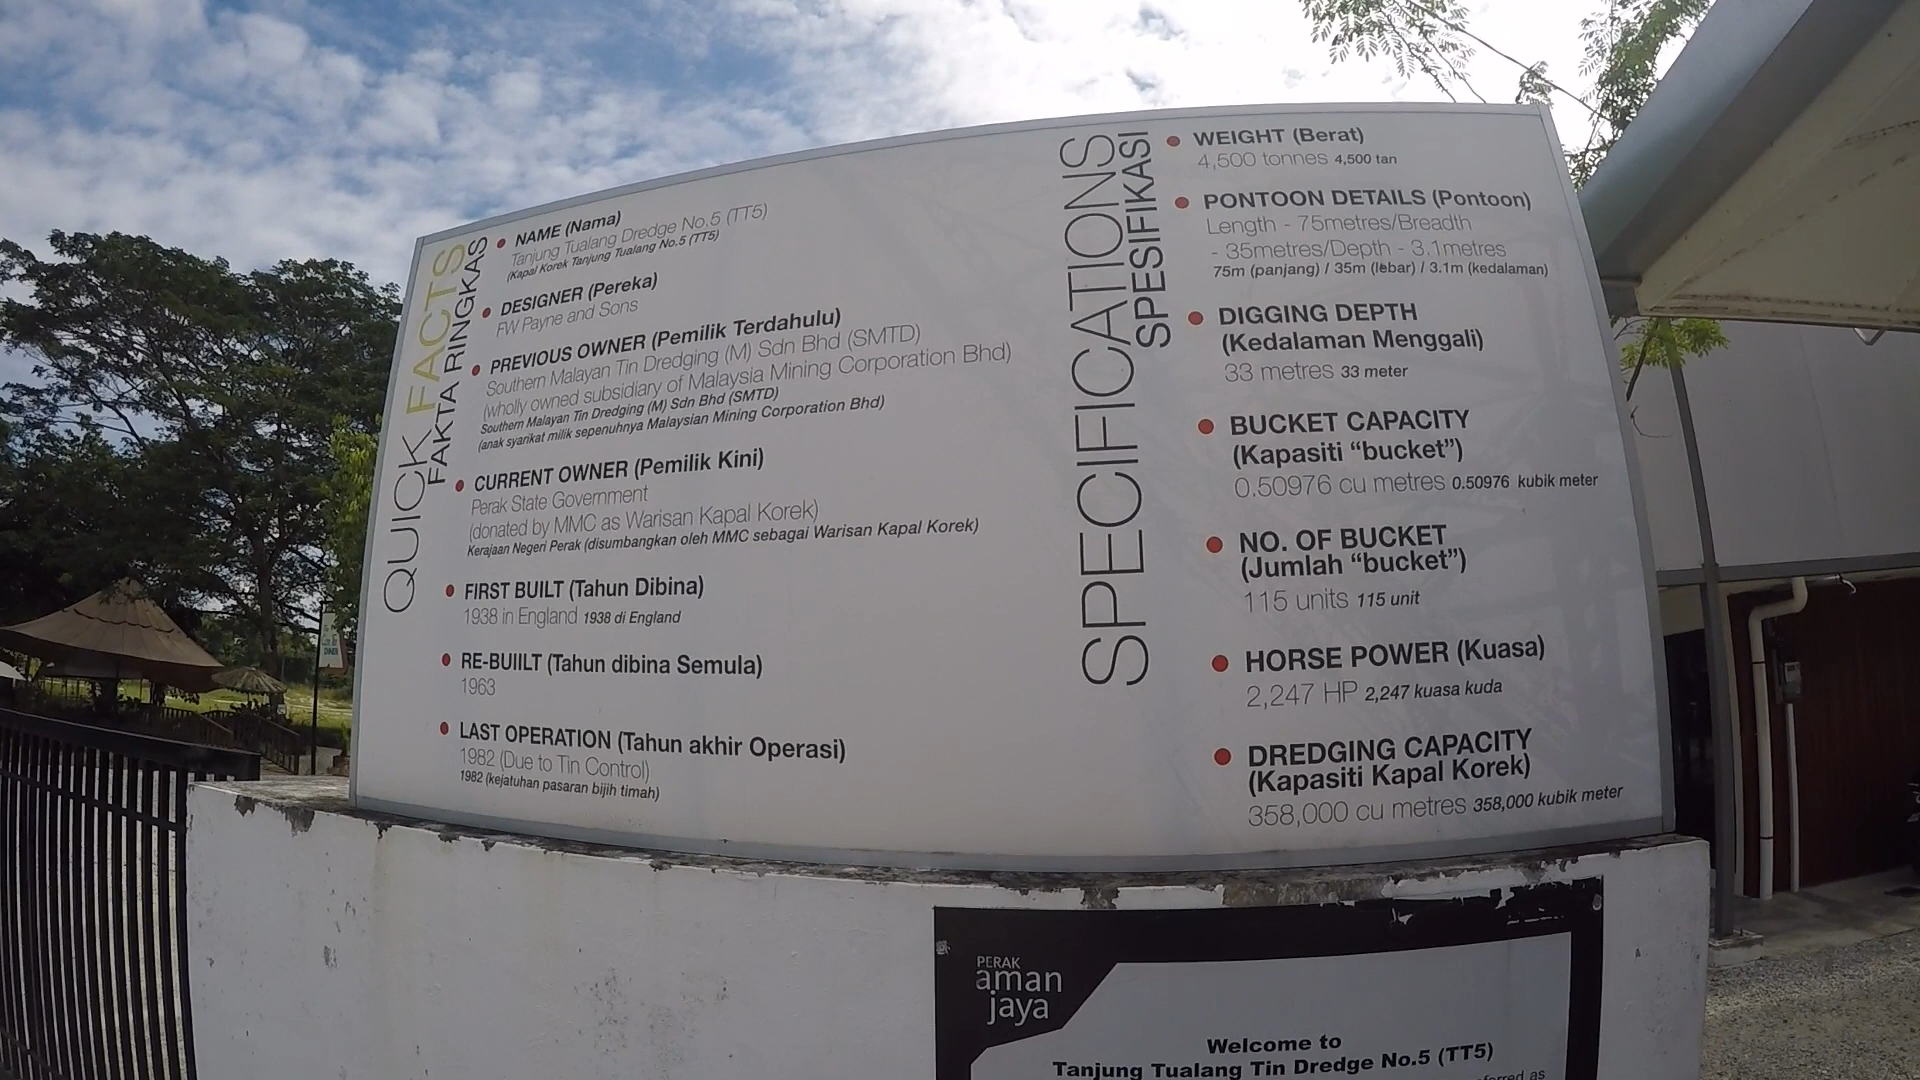 QUICK FACTS
FAKTA RINGKAS
NAME (Nama)
Tanjung Tualang Dredge No.5 (TT5)
(Kapal Korek Tanjung Tualang No.5 (TT5)
DESIGNER (Pereka)
FW Payne and Sons
PREVIOUS OWNER (Pemilik Terdahulu)
Southern Malayan Tin Dredging (M) Sdn Bhd (SMTD)
(wholly owned subsidiary of Malaysia Mining Corporation Bhd)
Southern Malayan Tin Dredging (M) Sdn Bhd (SMTD)
(anak syarikat milik sepenuhnya Malaysian Mining Corporation Bhd)
CURRENT OWNER (Pemilik Kini)
Perak State Government
(donated by MMC as Warisan Kapal Korek)
Kerajaan Negeri Perak (disumbangkan oleh MMC sebagai Warisan Kapal Korek)
FIRST BUILT (Tahun Dibina)
1938 in England 1938 di England
RE-BUIILT (Tahun dibina Semula)
1963
LAST OPERATION (Tahun akhir Operasi)
1982 (Due to Tin Control)
1982 (kejatuhan pasaran bijih timah)
SPECIFICATIONS
SPESIFIKASI
WEIGHT (Berat)
4,500 tonnes 4,500 tan
PONTOON DETAILS (Pontoon)
Length - 75metres/Breadth
- 35metres/Depth - 3.1metres
75m (panjang) / 35m (lebar) / 3.1m (kedalaman)
DIGGING DEPTH
(Kedalaman Menggali)
33 metres 33 meter
BUCKET CAPACITY
(Kapasiti “bucket”)
0.50976 cu metres 0.50976 kubik meter
NO. OF BUCKET
(Jumlah “bucket”)
115 units 115 unit
HORSE POWER (Kuasa)
2,247 HP 2,247 kuasa kuda
DREDGING CAPACITY
(Kapasiti Kapal Korek)
358,000 cu metres 358,000 kubik meter
PERAK
aman
jaya
Welcome to
Tanjung Tualang Tin Dredge No.5 (TT5)
as